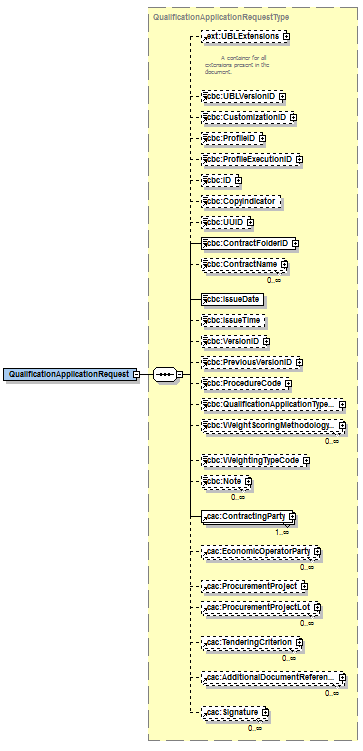 QualificationApplicationRequestType
ext:UBLExtensions
A container for all
extensions present in the
document.
cbc:UBLVersionID
cbc:CustomizationID
cbc:ProfileID
cbc:ProfileExecutionID
cbc:ID
cbc:CopyIndicator
cbc:UUID
cbc:ContractFolderID
cbc:ContractName
0..∞
cbc:IssueDate
cbc:IssueTime
cbc:VersionID
cbc:PreviousVersionID
QualificationApplicationRequest
cbc:ProcedureCode
cbc:QualificationApplicationType...
cbc:WeightScoringMethodology...
0..∞
cbc:WeightingTypeCode
cbc:Note
0..∞
cac:ContractingParty
1..∞
cac:EconomicOperatorParty
0..∞
cac:ProcurementProject
cac:ProcurementProjectLot
0..∞
cac:TenderingCriterion
0..∞
cac:AdditionalDocumentReferen...
0..∞
cac:Signature
0..∞